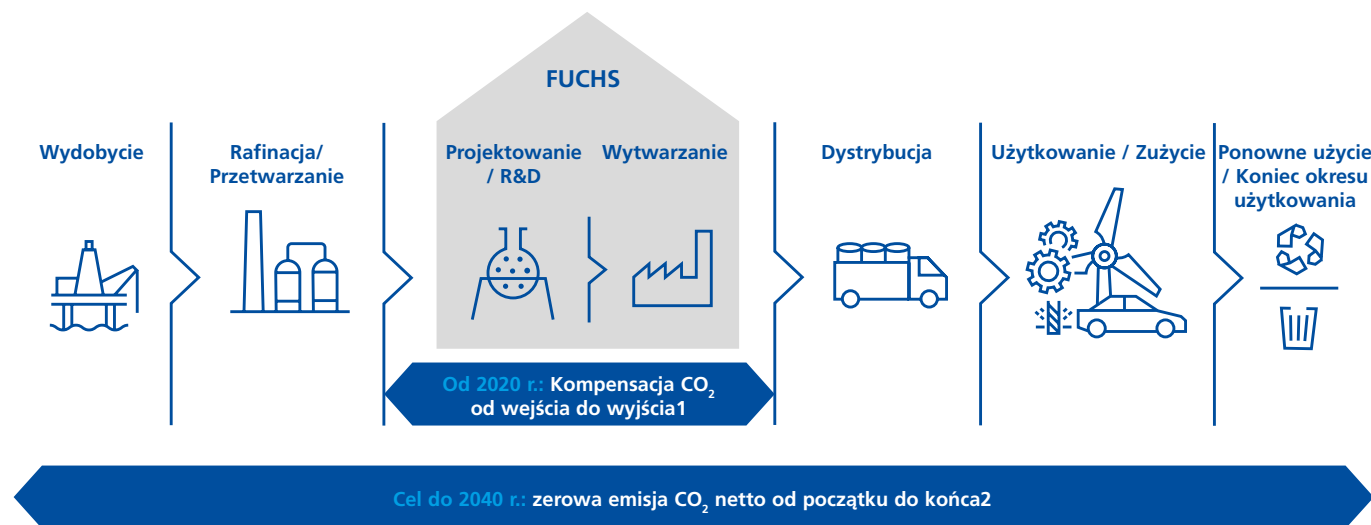 FUCHS
Wydobycie
Rafinacja/
Przetwarzanie
Projektowanie
/ R&D
Wytwarzanie
Dystrybucja
Użytkowanie / Zużycie
Ponowne użycie
/ Koniec okresu
użytkowania
Od 2020 r.: Kompensacja CO₂
od wejścia do wyjścia1
Cel do 2040 r.: zerowa emisja CO₂ netto od początku do końca2